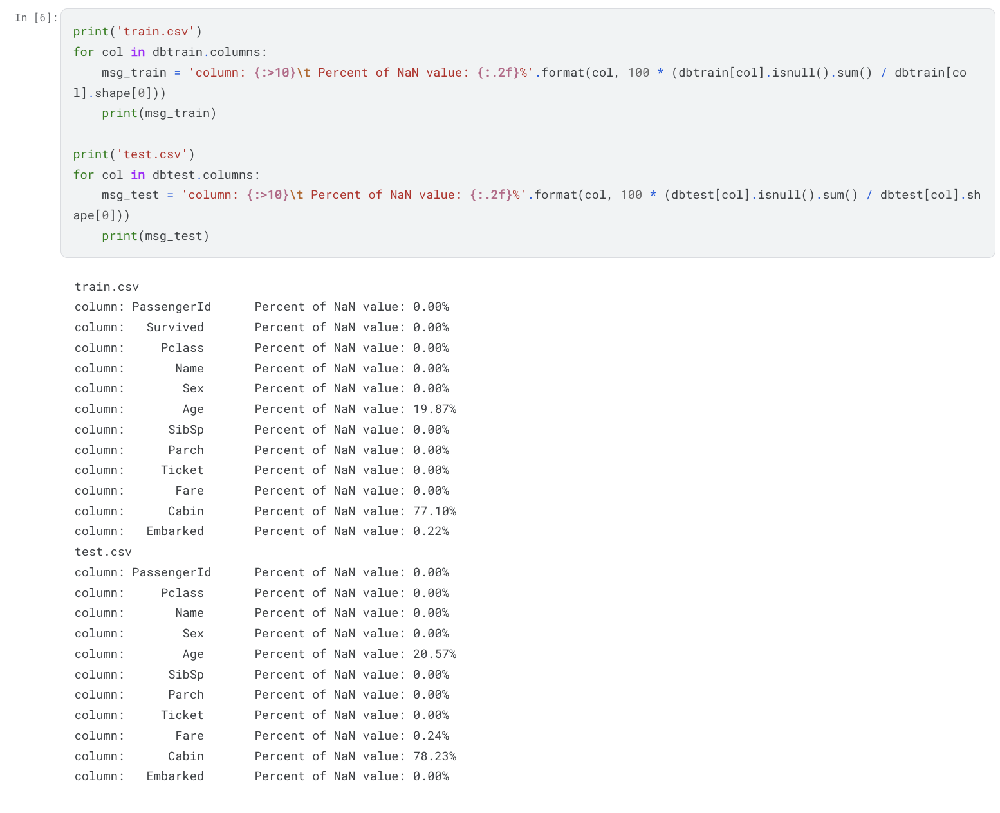 In [6]:
print('train.csv')
for col in dbtrain.columns:
    msg_train = 'column: {:>10}\t Percent of NaN value: {:.2f}%'.format(col, 100 * (dbtrain[col].isnull().sum() / dbtrain[co
l].shape[0]))
    print(msg_train)

print('test.csv')
for col in dbtest.columns:
    msg_test = 'column: {:>10}\t Percent of NaN value: {:.2f}%'.format(col, 100 * (dbtest[col].isnull().sum() / dbtest[col].sh
ape[0]))
    print(msg_test)

train.csv
column: PassengerId      Percent of NaN value: 0.00%
column:   Survived       Percent of NaN value: 0.00%
column:     Pclass       Percent of NaN value: 0.00%
column:       Name       Percent of NaN value: 0.00%
column:        Sex       Percent of NaN value: 0.00%
column:        Age       Percent of NaN value: 19.87%
column:      SibSp       Percent of NaN value: 0.00%
column:      Parch       Percent of NaN value: 0.00%
column:     Ticket       Percent of NaN value: 0.00%
column:       Fare       Percent of NaN value: 0.00%
column:      Cabin       Percent of NaN value: 77.10%
column:   Embarked       Percent of NaN value: 0.22%
test.csv
column: PassengerId      Percent of NaN value: 0.00%
column:     Pclass       Percent of NaN value: 0.00%
column:       Name       Percent of NaN value: 0.00%
column:        Sex       Percent of NaN value: 0.00%
column:        Age       Percent of NaN value: 20.57%
column:      SibSp       Percent of NaN value: 0.00%
column:      Parch       Percent of NaN value: 0.00%
column:     Ticket       Percent of NaN value: 0.00%
column:       Fare       Percent of NaN value: 0.24%
column:      Cabin       Percent of NaN value: 78.23%
column:   Embarked       Percent of NaN value: 0.00%